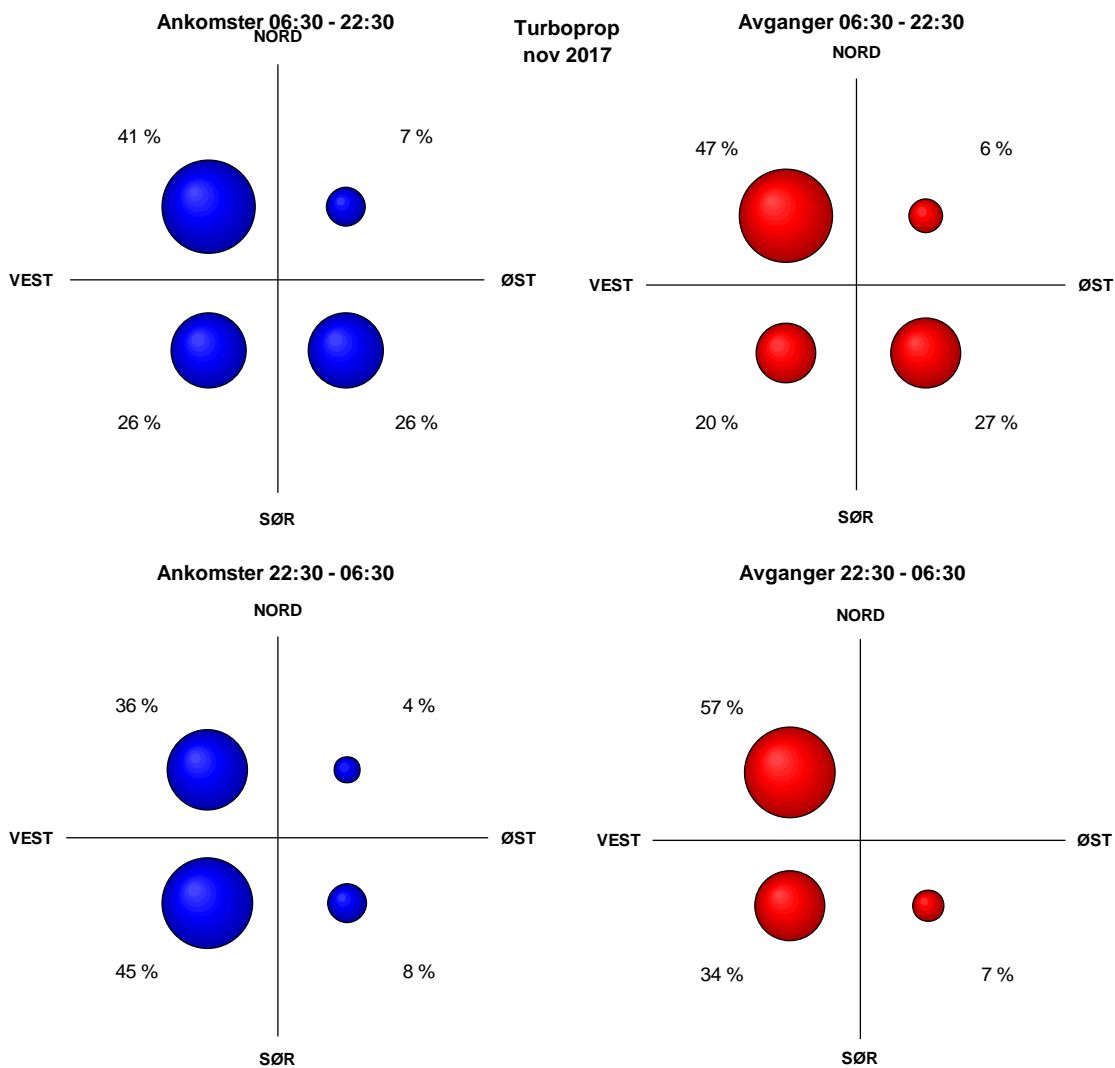 Turboprop
nov 2017
Ankomster 06:30 - 22:30
NORD
41 %
7 %
VEST
ØST
26 %
26 %
SØR
Avganger 06:30 - 22:30
NORD
47 %
6 %
VEST
ØST
20 %
27 %
SØR
Ankomster 22:30 - 06:30
NORD
36 %
4 %
VEST
ØST
45 %
8 %
SØR
Avganger 22:30 - 06:30
NORD
57 %
VEST
ØST
34 %
7 %
SØR